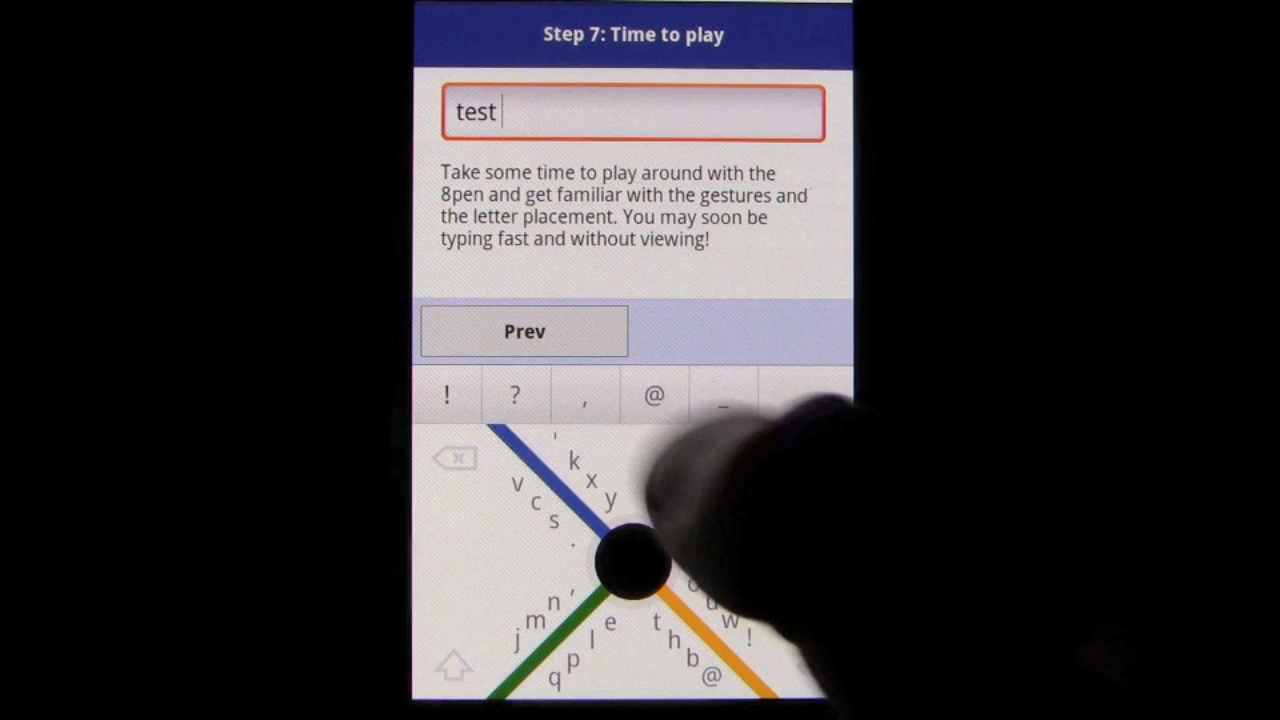 Step 7: Time to play
test
Take some time to play around with the
8pen and get familiar with the gestures and
the letter placement. You may soon be
typing fast and without viewing!
Prev
! ? , @ _
'
k
v x
c y
s
.
n ,
e t u
m w
j l h !
p b
q @